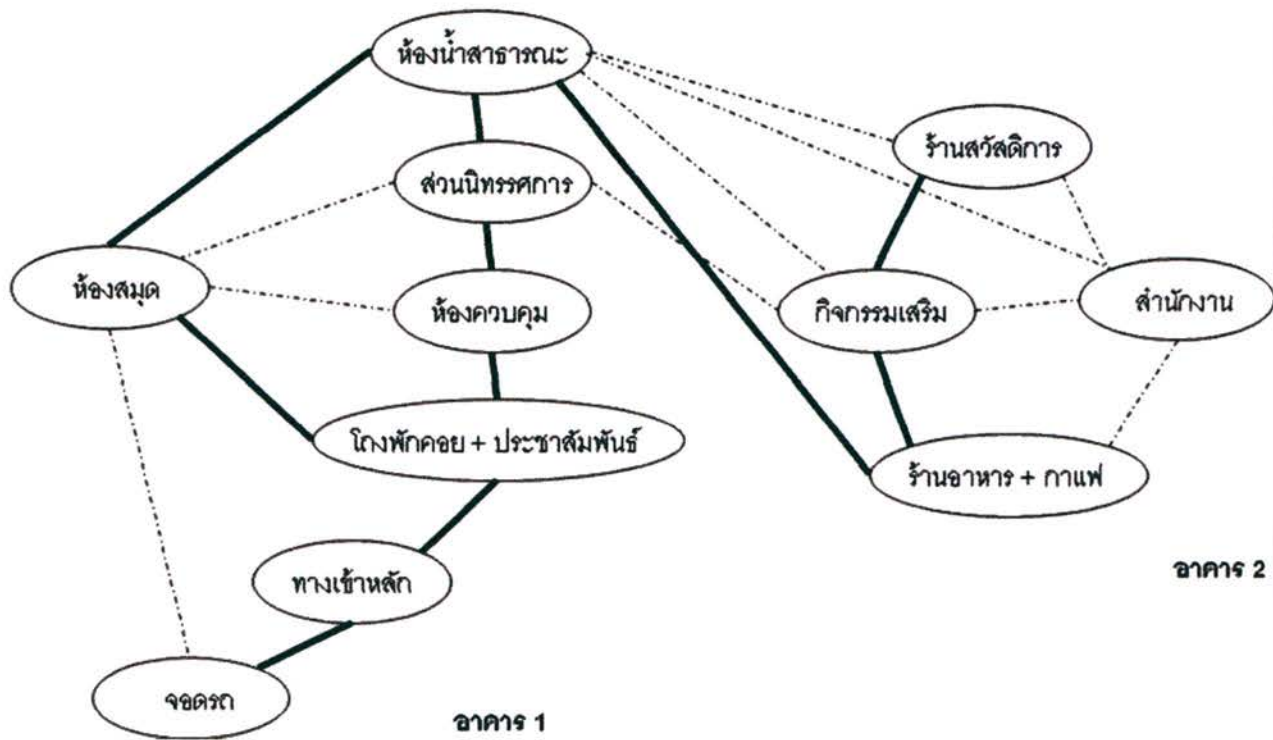 ห้องน้ำสาธารณะ
ร้านสวัสดิการ
ส่วนนิทรรศการ
ห้องสมุด
ห้องควบคุม
กิจกรรมเสริม
สำนักงาน
โถงพักคอย + ประชาสัมพันธ์
ร้านอาหาร + กาแฟ
ทางเข้าหลัก
อาคาร 2
จอดรถ
อาคาร 1